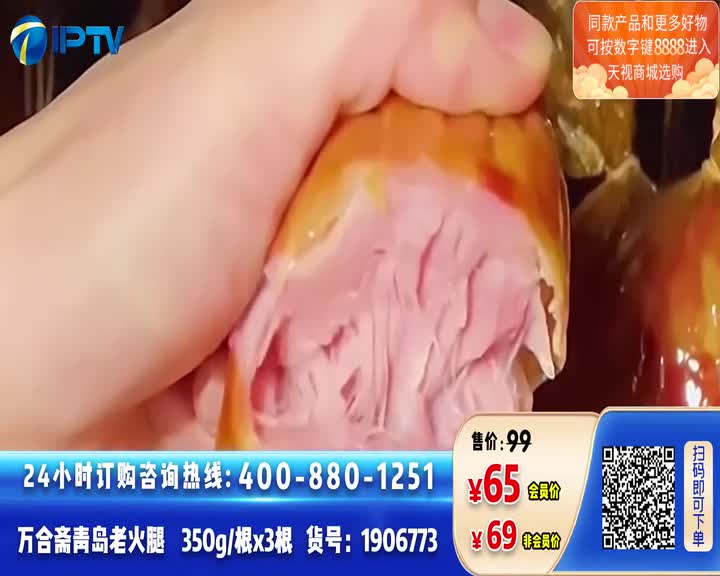 IPTV
同款产品和更多好物
可按数字键8888进入
天视商城选购
售价:99
¥65 会员价
¥69 非会员价
扫码即可下单
24小时订购咨询热线:400-880-1251
万合斋青岛老火腿 350g/根x3根 货号:1906773